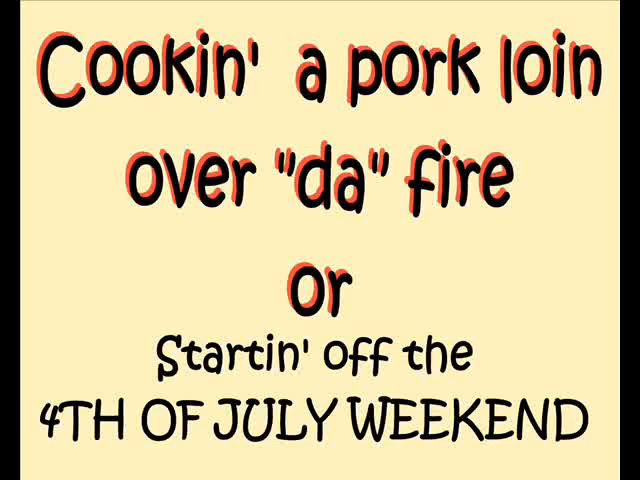 Cookin' a pork loin
over "da" fire
or
Startin' off the
4TH OF JULY WEEKEND